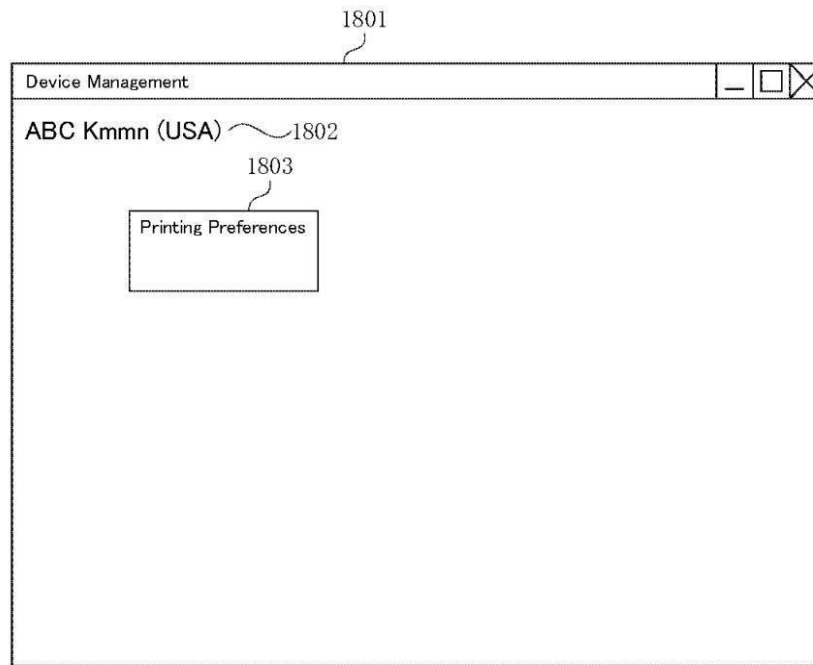 1801
Device Management
ABC Kmmn (USA) 1802
1803
Printing Preferences